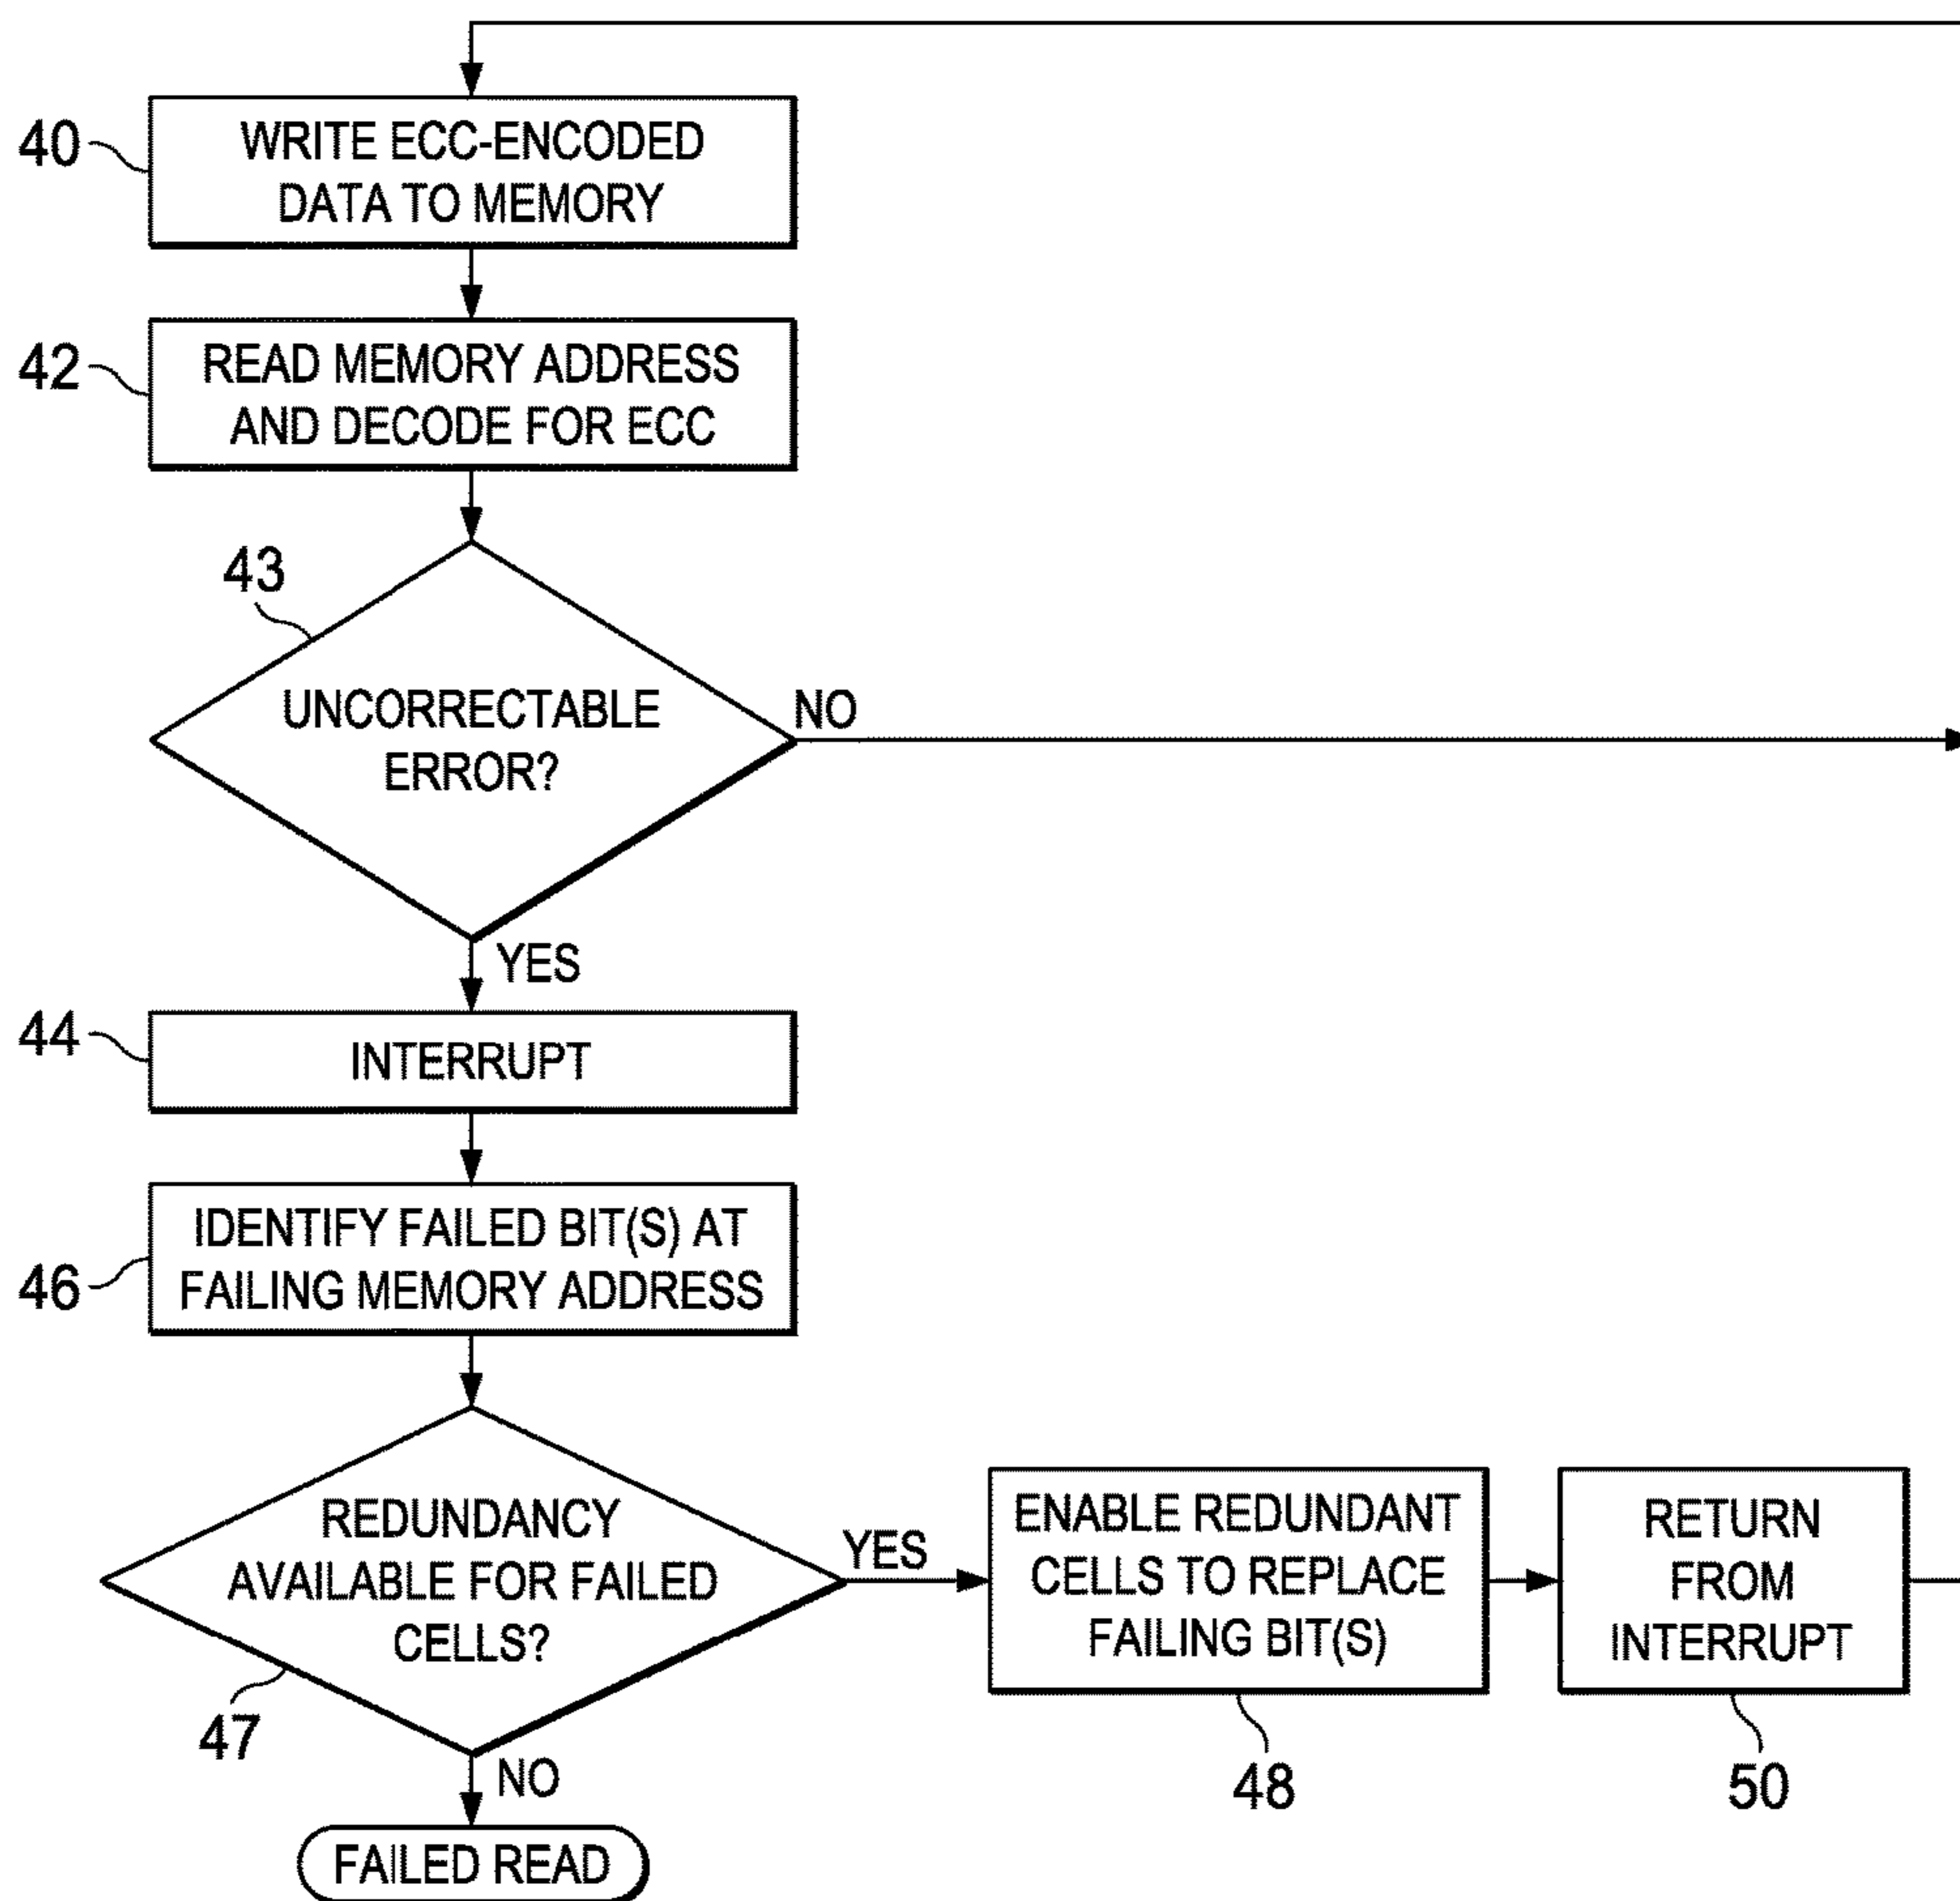 40
WRITE ECC-ENCODED
DATA TO MEMORY
42
READ MEMORY ADDRESS
AND DECODE FOR ECC
43
UNCORRECTABLE
ERROR?
NO
YES
44
INTERRUPT
46
IDENTIFY FAILED BIT(S) AT
FAILING MEMORY ADDRESS
REDUNDANCY
AVAILABLE FOR FAILED
CELLS?
47
YES
ENABLE REDUNDANT
CELLS TO REPLACE
FAILING BIT(S)
48
RETURN
FROM
INTERRUPT
50
NO
FAILED READ